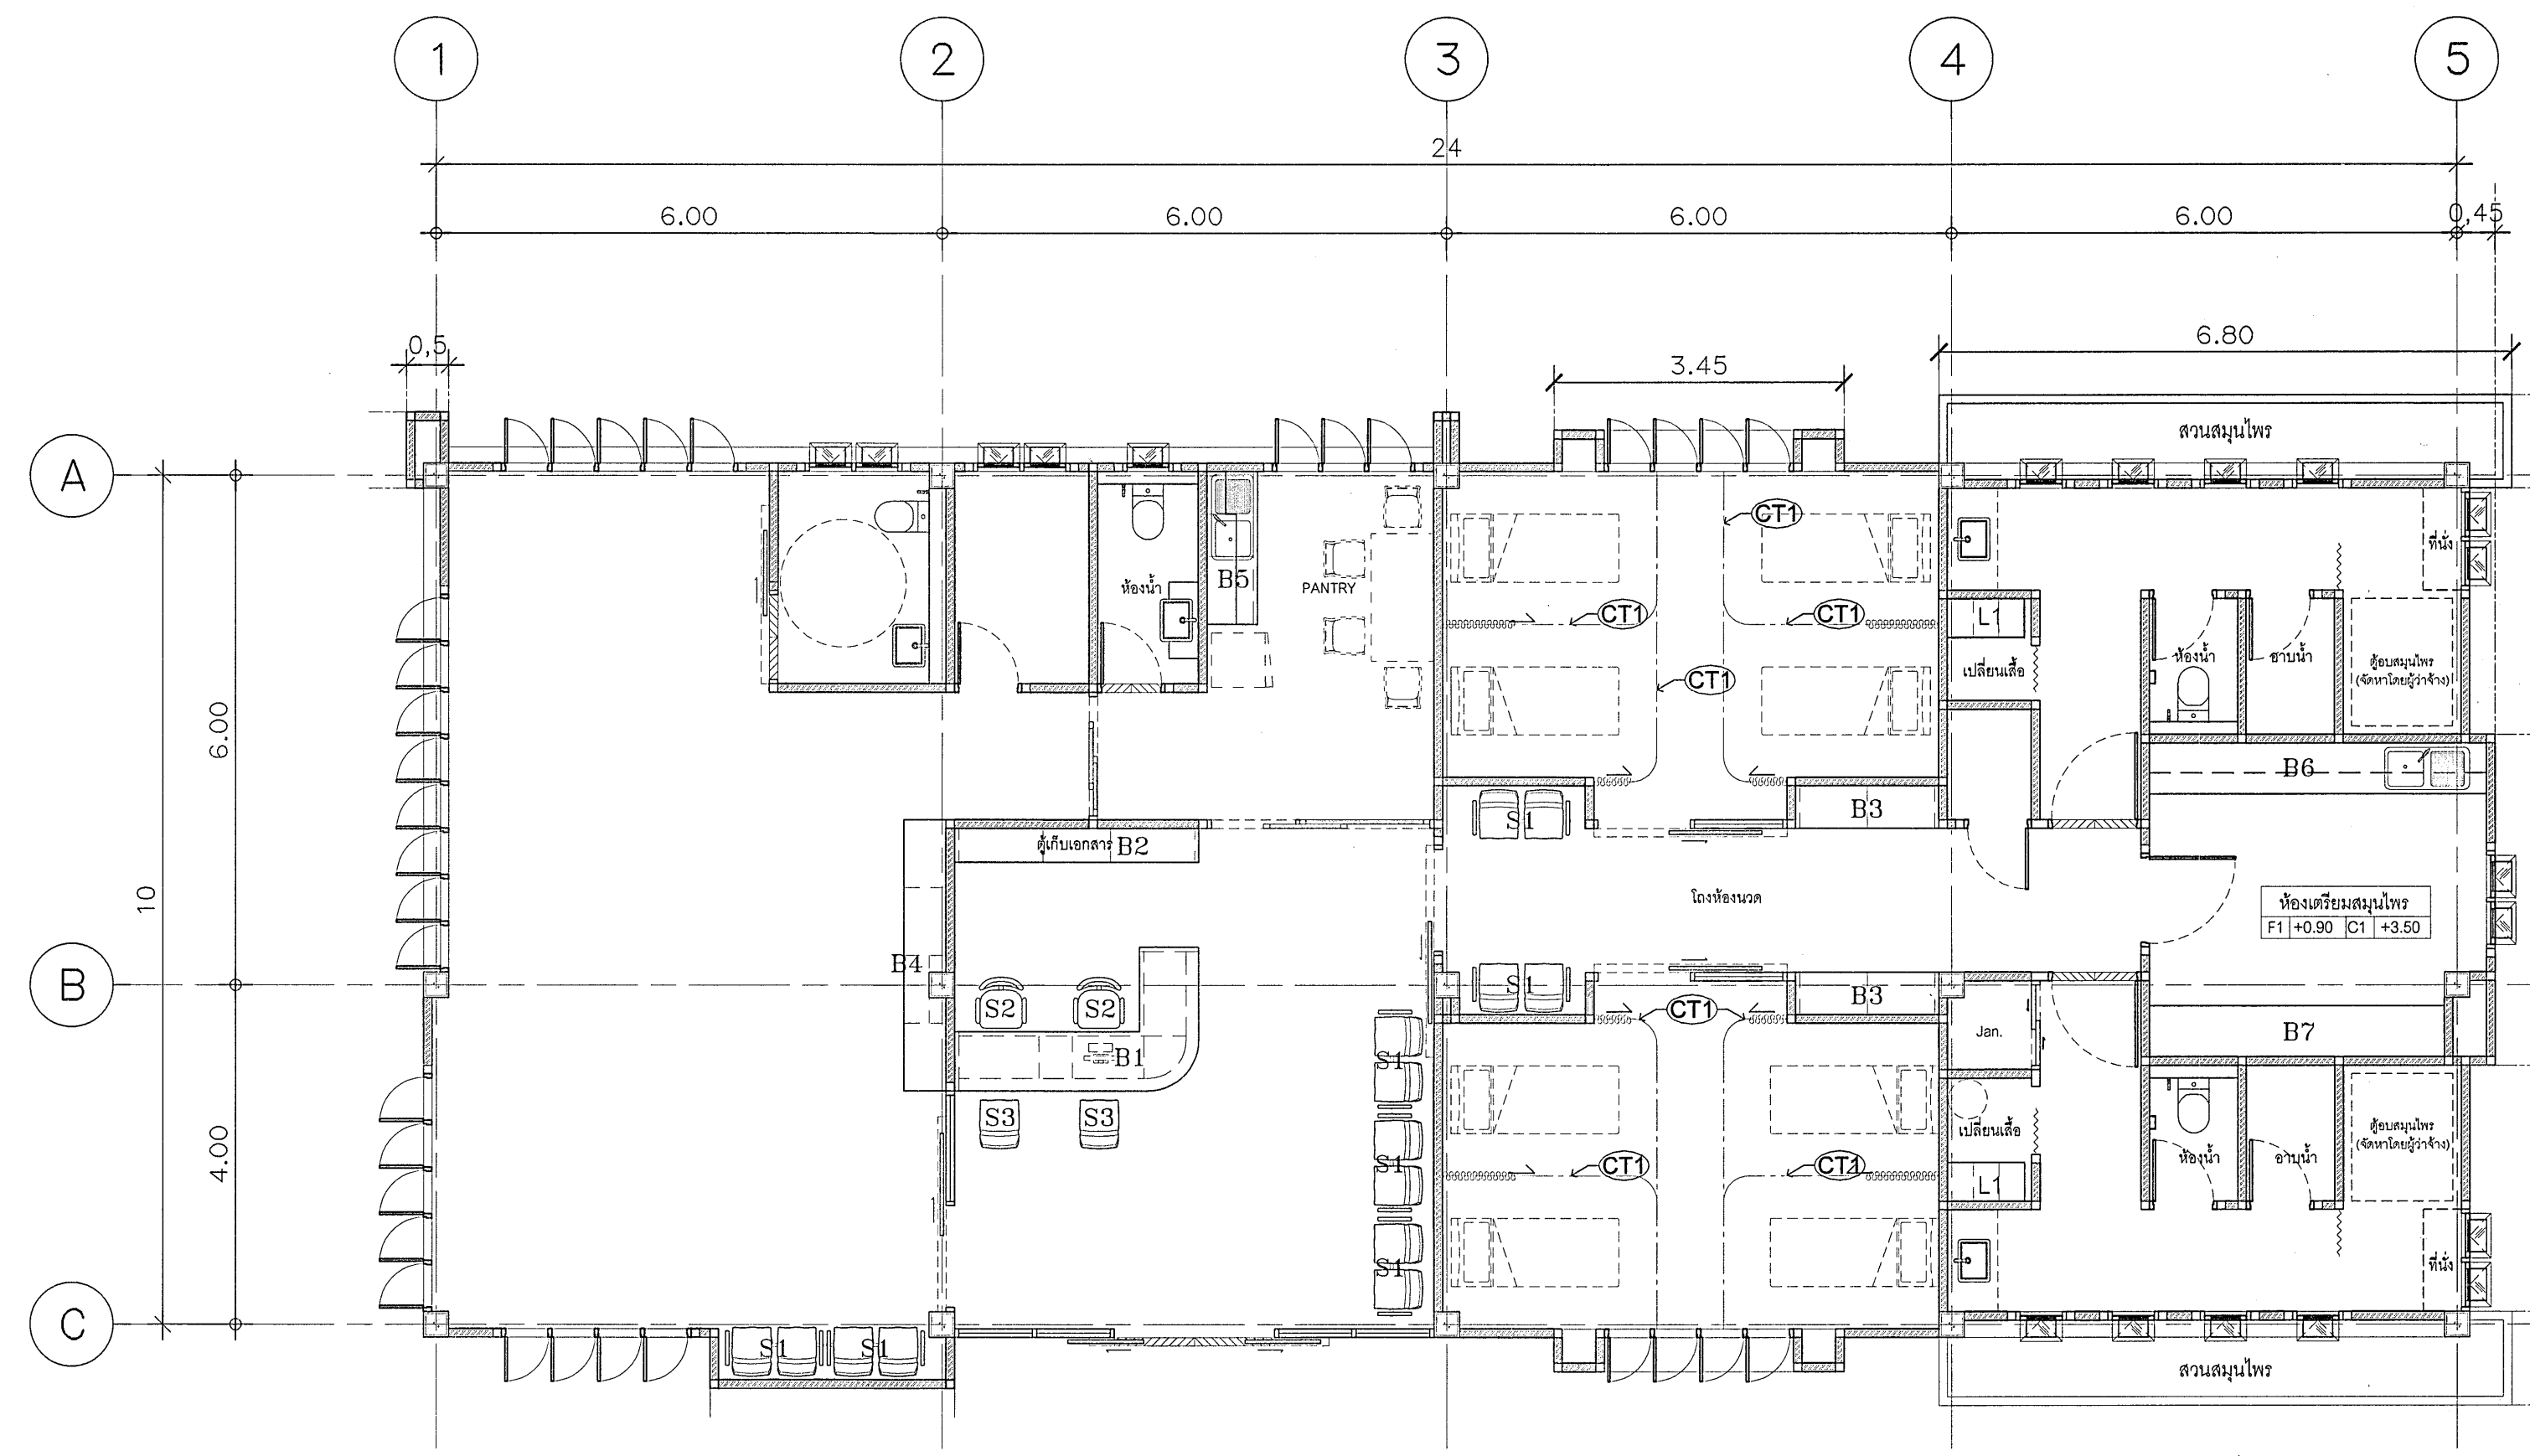 1 2 3 4 5
24
6.00 6.00 6.00 6.00 0,45
0,5 3.45 6.80
สวนสมุนไพร
A
CT1
ที่นั่ง
B5 PANTRY ห้องน้ำ
CT1 CT1 L1
ห้องน้ำ อาบน้ำ
เปลี่ยนเสื้อ ตู้อบสมุนไพร
(จัดหาโดยผู้ว่าจ้าง)
CT1
6.00
B6
S1 B3
ตู้เก็บเอกสาร B2
10
โถงห้องนวด
ห้องเตรียมสมุนไพร
F1 +0.90 C1 +3.50
B4
B
S1 B3
S2 S2 CT1
Jan. B7
B1 S1
S3 S3
4.00
เปลี่ยนเสื้อ ตู้อบสมุนไพร
(จัดหาโดยผู้ว่าจ้าง)
S1 CT1 CT1
ห้องน้ำ อาบน้ำ
L1
S1
ที่นั่ง
C
S1 S1
สวนสมุนไพร